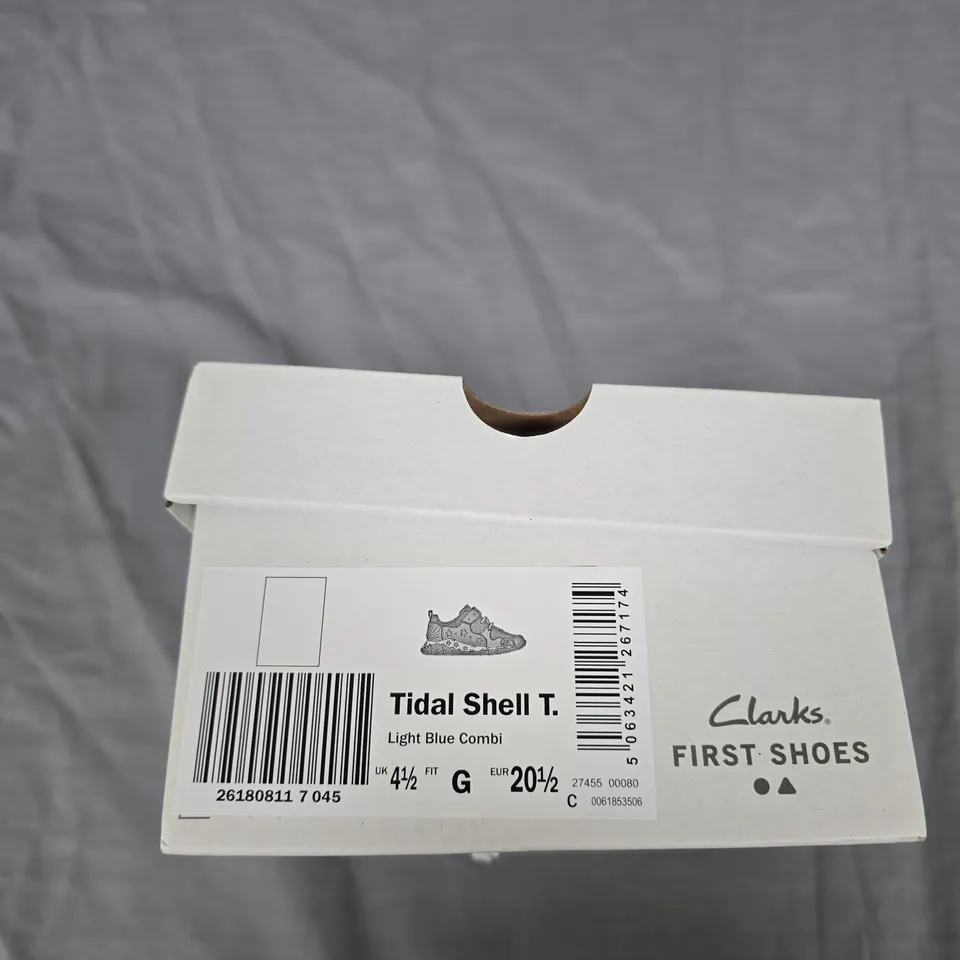 Tidal Shell T.
Light Blue Combi
UK 4½ FIT G EUR 20½
26180811 7 045
5 063421 267174
27455 00080
C 0061853506
Clarks®
FIRST SHOES